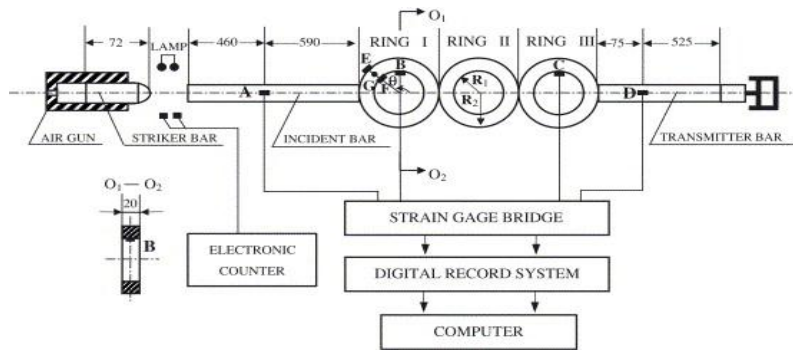 O1
72
LAMP
460
590
RING I
RING II
RING III
75
525
E
B
θ
G
F
R1
R2
C
A
D
AIR GUN
STRIKER BAR
INCIDENT BAR
TRANSMITTER BAR
O2
O1 — O2
20
B
STRAIN GAGE BRIDGE
ELECTRONIC
COUNTER
DIGITAL RECORD SYSTEM
COMPUTER